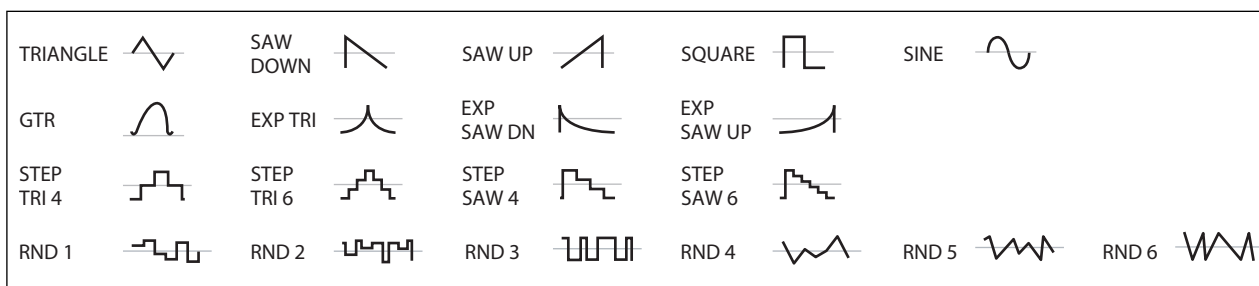 TRIANGLE
SAW
DOWN
SAW UP
SQUARE
SINE
GTR
EXP TRI
EXP
SAW DN
EXP
SAW UP
STEP
TRI 4
STEP
TRI 6
STEP
SAW 4
STEP
SAW 6
RND 1
RND 2
RND 3
RND 4
RND 5
RND 6